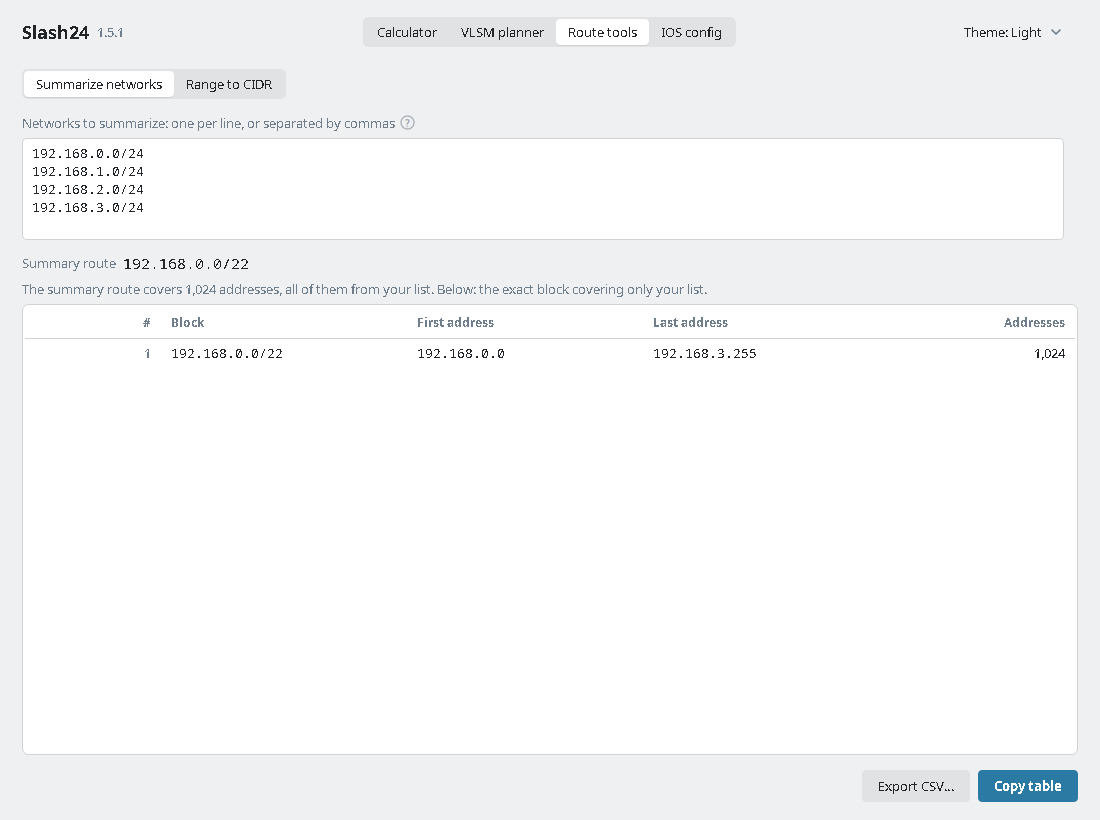 Slash24 1.5.1
Calculator VLSM planner Route tools IOS config
Theme: Light
Summarize networks Range to CIDR
Networks to summarize: one per line, or separated by commas ?
192.168.0.0/24
192.168.1.0/24
192.168.2.0/24
192.168.3.0/24
Summary route 192.168.0.0/22
The summary route covers 1,024 addresses, all of them from your list. Below: the exact block covering only your list.
# Block First address Last address Addresses
1 192.168.0.0/22 192.168.0.0 192.168.3.255 1,024
Export CSV... Copy table